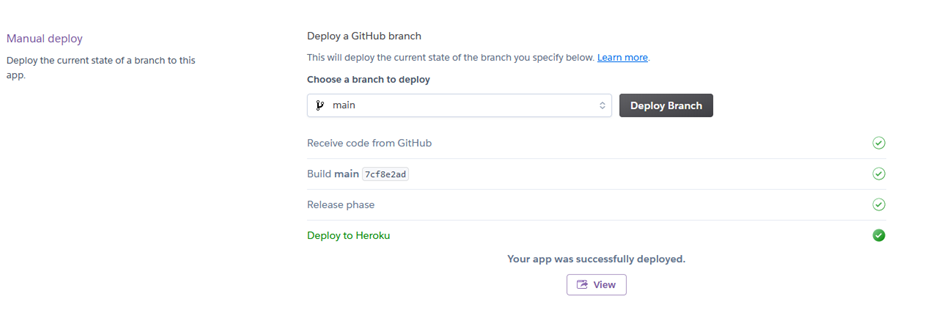 Manual deploy
Deploy the current state of a branch to this
app.
Deploy a GitHub branch
This will deploy the current state of the branch you specify below. Learn more.
Choose a branch to deploy
main
Deploy Branch
Receive code from GitHub
Build main 7cf8e2ad
Release phase
Deploy to Heroku
Your app was successfully deployed.
View